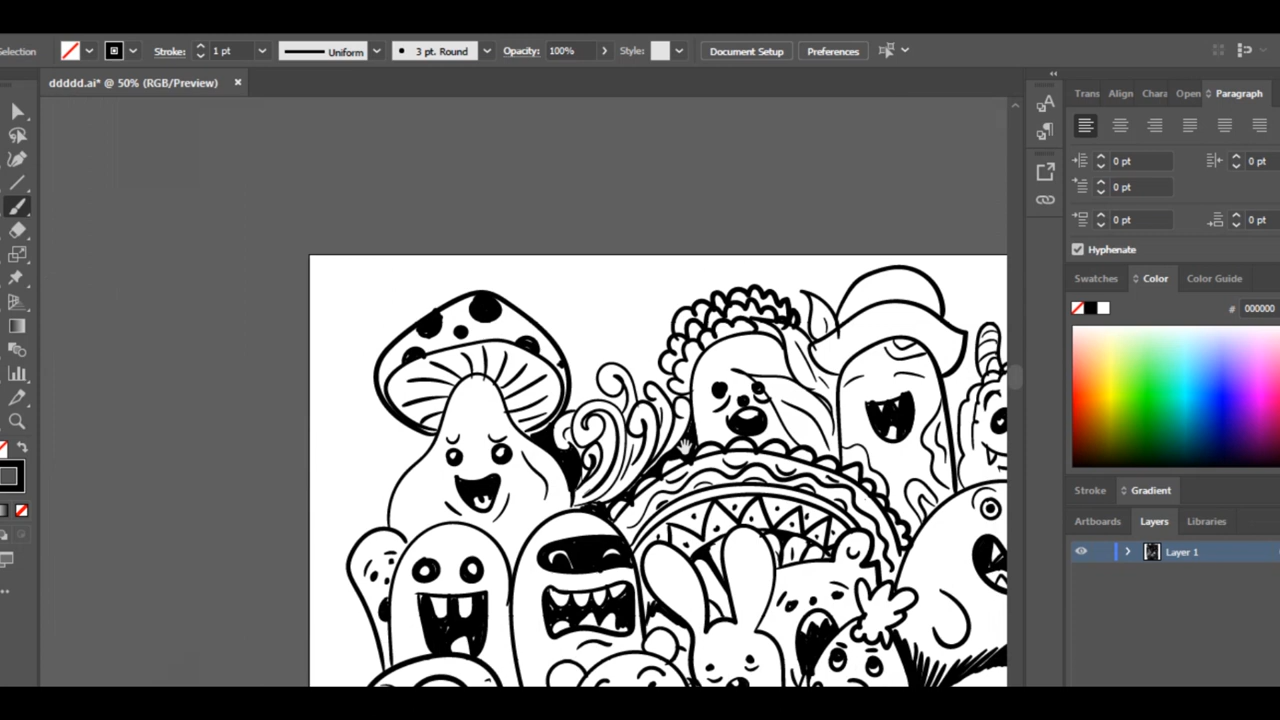 Selection Stroke: 1 pt Uniform 3 pt. Round Opacity: 100% Style: Document Setup Preferences
ddddd.ai* @ 50% (RGB/Preview) ×
Trans Align Chara Open Paragraph
0 pt 0 pt
0 pt
0 pt 0 pt
Hyphenate
Swatches Color Color Guide
# 000000
Stroke Gradient
Artboards Layers Libraries
Layer 1